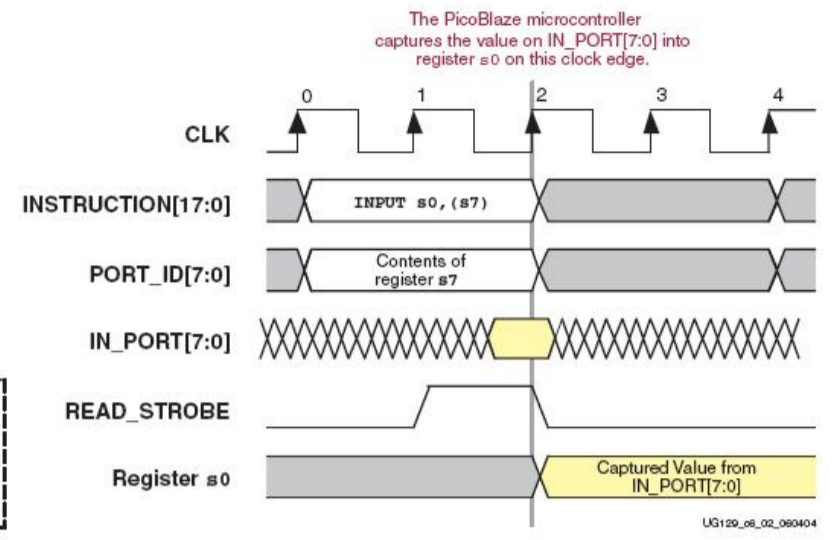 The PicoBlaze microcontroller
captures the value on IN_PORT[7:0] into
register s0 on this clock edge.
0 1 2 3 4
CLK
INSTRUCTION[17:0] INPUT s0,(s7)
PORT_ID[7:0] Contents of
register s7
IN_PORT[7:0]
READ_STROBE
Register s0 Captured Value from
IN_PORT[7:0]
UG129_c6_02_060404